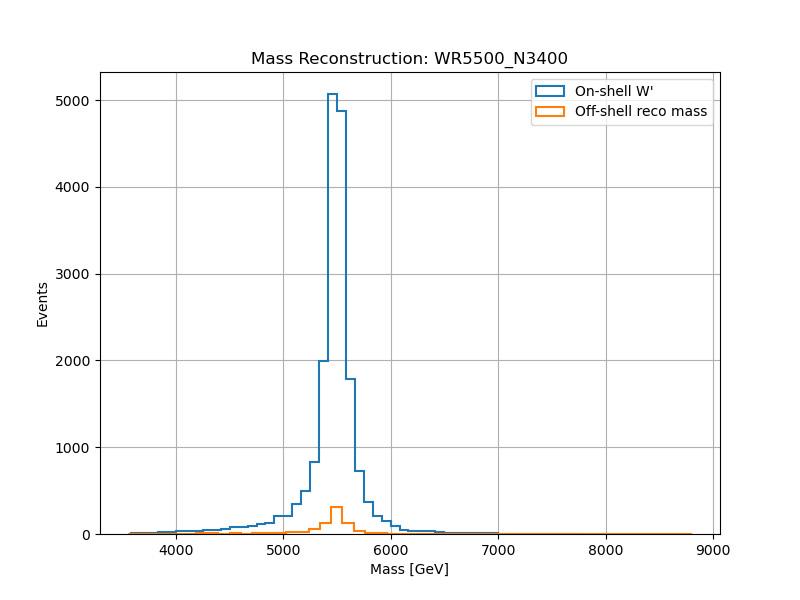 Mass Reconstruction: WR5500_N3400
On-shell W'
Off-shell reco mass
Events
5000
4000
3000
2000
1000
0
4000 5000 6000 7000 8000 9000
Mass [GeV]